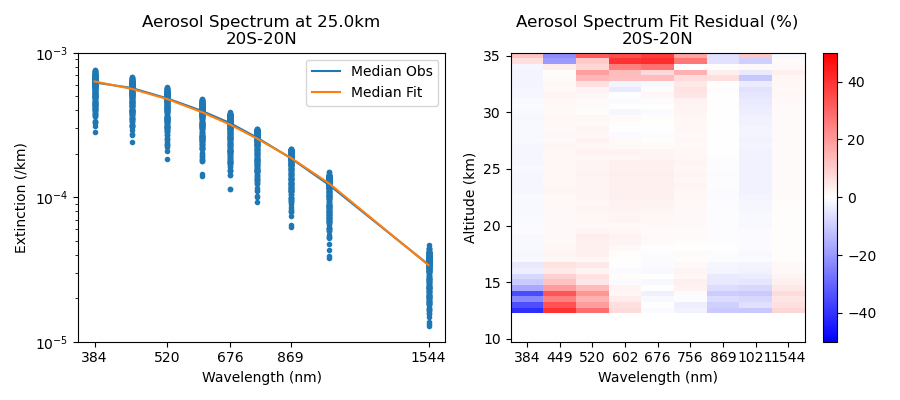 Aerosol Spectrum at 25.0km
20S-20N
10⁻³
10⁻⁴
10⁻⁵
Extinction (/km)
Median Obs
Median Fit
384 520 676 869 1544
Wavelength (nm)
Aerosol Spectrum Fit Residual (%)
20S-20N
35
30
25
20
15
10
Altitude (km)
384 449 520 602 676 756 869 1021 1544
Wavelength (nm)
40
20
0
−20
−40